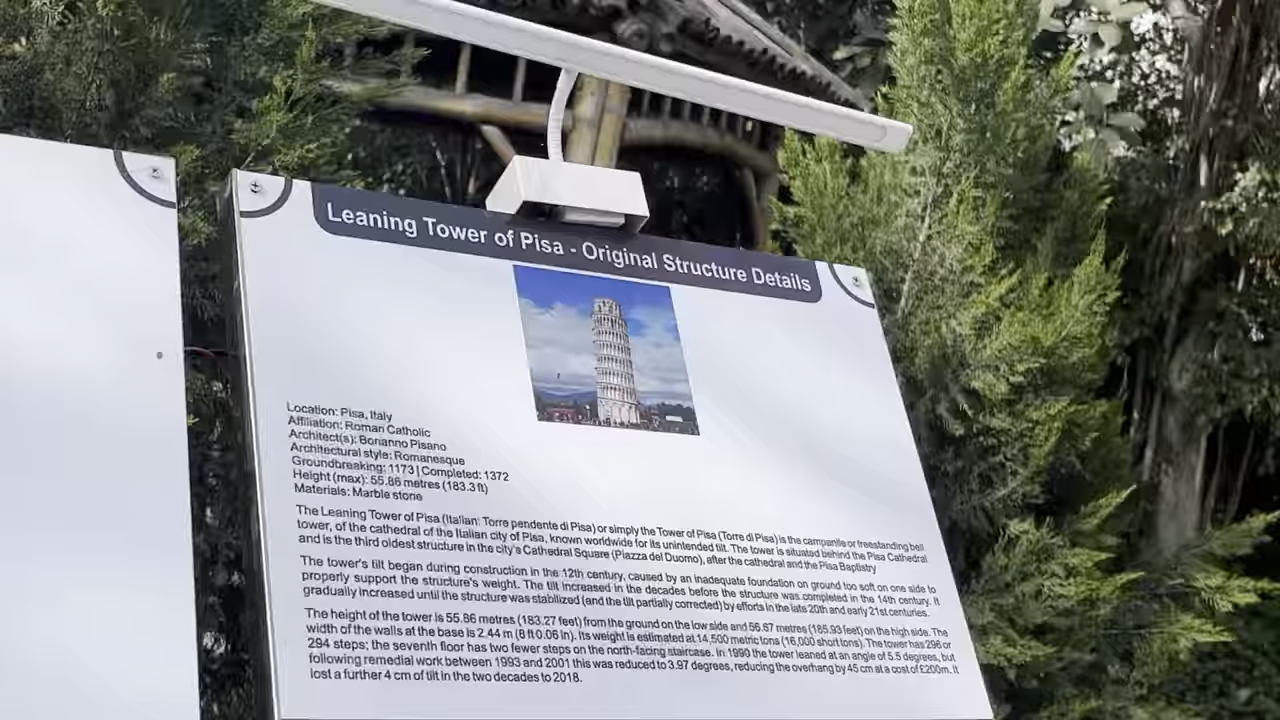 Leaning Tower of Pisa - Original Structure Details
Location: Pisa, Italy
Affiliation: Roman Catholic
Architect(s): Bonanno Pisano
Architectural style: Romanesque
Groundbreaking: 1173 | Completed: 1372
Height (max): 55.86 metres (183.3 ft)
Materials: Marble stone
The Leaning Tower of Pisa (Italian: Torre pendente di Pisa) or simply the Tower of Pisa (Torre di Pisa) is the campanile or freestanding bell
tower, of the cathedral of the Italian city of Pisa, known worldwide for its unintended tilt. The tower is situated behind the Pisa Cathedral
and is the third oldest structure in the city's Cathedral Square (Piazza del Duomo), after the cathedral and the Pisa Baptistry
The tower's tilt began during construction in the 12th century, caused by an inadequate foundation on ground too soft on one side to
properly support the structure's weight. The tilt increased in the decades before the structure was completed in the 14th century. It
gradually increased until the structure was stabilized (and the tilt partially corrected) by efforts in the late 20th and early 21st centuries.
The height of the tower is 55.86 metres (183.27 feet) from the ground on the low side and 56.67 metres (185.93 feet) on the high side. The
width of the walls at the base is 2.44 m (8 ft 0.06 in). Its weight is estimated at 14,500 metric tons (16,000 short tons). The tower has 296 or
294 steps; the seventh floor has two fewer steps on the north-facing staircase. In 1990 the tower leaned at an angle of 5.5 degrees, but
following remedial work between 1993 and 2001 this was reduced to 3.97 degrees, reducing the overhang by 45 cm at a cost of £200m. It
lost a further 4 cm of tilt in the two decades to 2018.